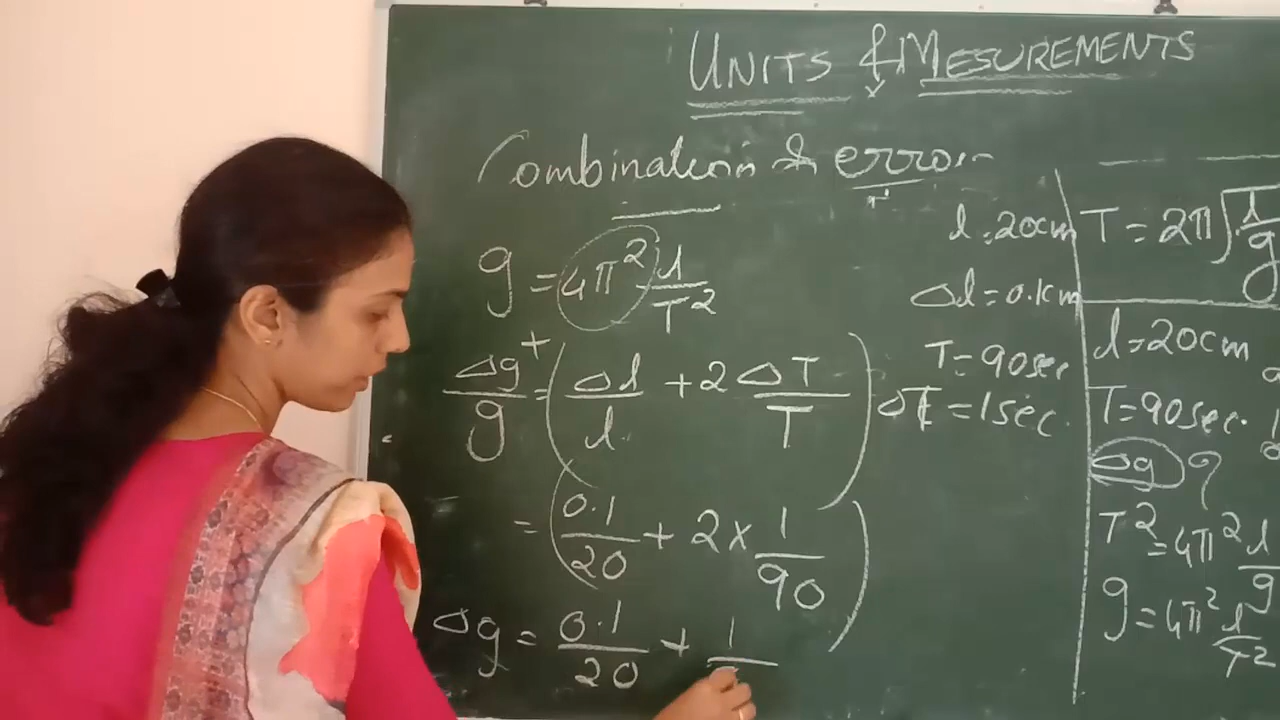 UNITS & MESUREMENTS
Combination of error
g = 4π² l/T²
Δg/g = (Δl/l + 2 ΔT/T)
= (0.1/20 + 2 × 1/90)
Δg = 0.1/20 + 1/
l = 20cm
Δl = 0.1cm
T = 90sec
ΔT = 1sec.
T = 2π√l/g
l = 20cm
T = 90sec.
Δg ?
T² = 4π² l/g
g = 4π² l/T²